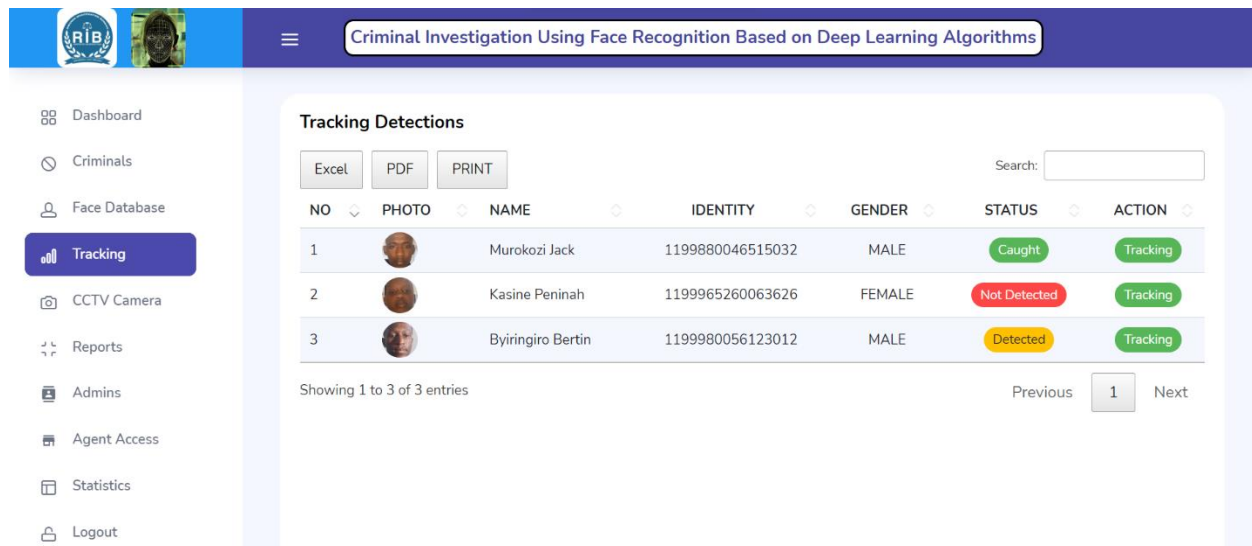 RIB
Criminal Investigation Using Face Recognition Based on Deep Learning Algorithms
Dashboard
Criminals
Face Database
Tracking
CCTV Camera
Reports
Admins
Agent Access
Statistics
Logout
Tracking Detections
Excel PDF PRINT Search:
NO PHOTO NAME IDENTITY GENDER STATUS ACTION
1 Murokozi Jack 1199880046515032 MALE Caught Tracking
2 Kasine Peninah 1199965260063626 FEMALE Not Detected Tracking
3 Byiringiro Bertin 1199980056123012 MALE Detected Tracking
Showing 1 to 3 of 3 entries Previous 1 Next